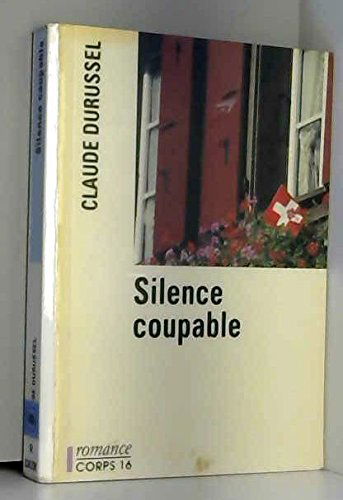 Silence coupable
CLAUDE DURUSSEL
Silence
coupable
romance
CORPS 16